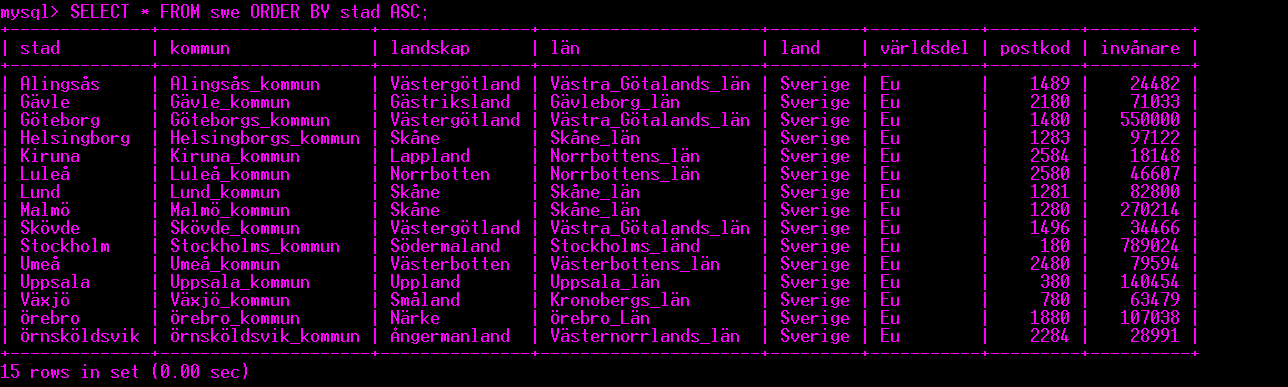 mysql> SELECT * FROM swe ORDER BY stad ASC;
| stad | kommun | landskap | län | land | världsdel | postkod | invånare |
| Alingsås | Alingsås_kommun | Västergötland | Västra_Götalands_län | Sverige | Eu | 1489 | 24482 |
| Gävle | Gävle_kommun | Gästriksland | Gävleborg_län | Sverige | Eu | 2180 | 71033 |
| Göteborg | Göteborgs_kommun | Västergötland | Västra_Götalands_län | Sverige | Eu | 1480 | 550000 |
| Helsingborg | Helsingborgs_kommun | Skåne | Skåne_län | Sverige | Eu | 1283 | 97122 |
| Kiruna | Kiruna_kommun | Lappland | Norrbottens_län | Sverige | Eu | 2584 | 18148 |
| Luleå | Luleå_kommun | Norrbotten | Norrbottens_län | Sverige | Eu | 2580 | 46607 |
| Lund | Lund_kommun | Skåne | Skåne_län | Sverige | Eu | 1281 | 82800 |
| Malmö | Malmö_kommun | Skåne | Skåne_län | Sverige | Eu | 1280 | 270214 |
| Skövde | Skövde_kommun | Västergötland | Västra_Götalands_län | Sverige | Eu | 1496 | 34466 |
| Stockholm | Stockholms_kommun | Södermaland | Stockholms_länd | Sverige | Eu | 180 | 789024 |
| Umeå | Umeå_kommun | Västerbotten | Västerbottens_län | Sverige | Eu | 2480 | 79594 |
| Uppsala | Uppsala_kommun | Uppland | Uppsala_län | Sverige | Eu | 380 | 140454 |
| Växjö | Växjö_kommun | Småland | Kronobergs_län | Sverige | Eu | 780 | 63479 |
| Örebro | Örebro_kommun | Närke | Örebro_Län | Sverige | Eu | 1880 | 107038 |
| Örnsköldsvik | Örnsköldsvik_kommun | Ångermanland | Västernorrlands_län | Sverige | Eu | 2284 | 28991 |
15 rows in set (0.00 sec)